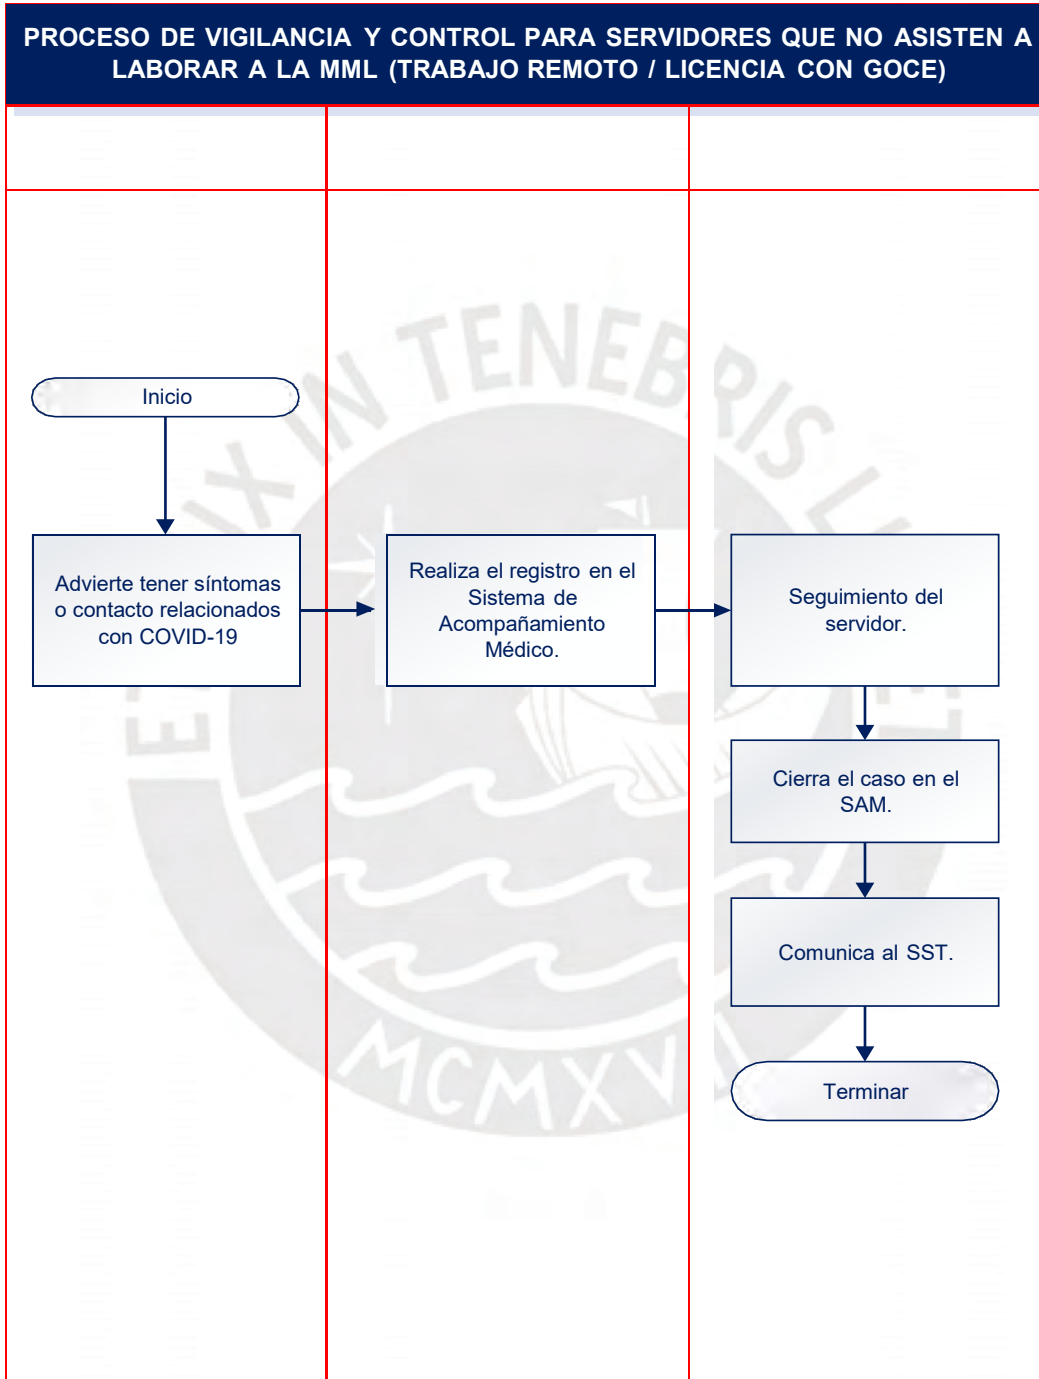 PROCESO DE VIGILANCIA Y CONTROL PARA SERVIDORES QUE NO ASISTEN A
LABORAR A LA MML (TRABAJO REMOTO / LICENCIA CON GOCE)
Inicio
Advierte tener síntomas
o contacto relacionados
con COVID-19
Realiza el registro en el
Sistema de
Acompañamiento
Médico.
Seguimiento del
servidor.
Cierra el caso en el
SAM.
Comunica al SST.
Terminar